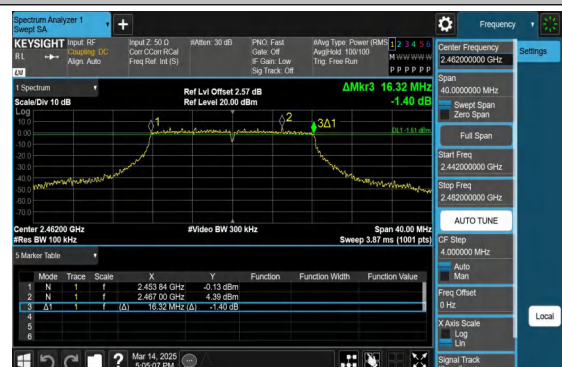 Spectrum Analyzer 1
Swept SA
Frequency
KEYSIGHT Input: RF Input Z: 50 Ω #Atten: 30 dB PNO: Fast #Avg Type: Power (RMS 1 2 3 4 5 6
R L Coupling: DC Corr CCorr RCal Gate: Off Avg|Hold: 100/100 M W W W W W
Align: Auto Freq Ref: Int (S) IF Gain: Low Trig: Free Run
Sig Track: Off P P P P P P
LXI
1 Spectrum
Ref Lvl Offset 2.57 dB ΔMkr3 16.32 MHz
Scale/Div 10 dB Ref Level 20.00 dBm -1.40 dB
Log
10.0
0.00
-10.0
-20.0
-30.0
-40.0
-50.0
-60.0
-70.0
1
2
3Δ1
DL1 -1.61 dBm
Center 2.46200 GHz #Video BW 300 kHz Span 40.00 MHz
#Res BW 100 kHz Sweep 3.87 ms (1001 pts)
5 Marker Table
Mode Trace Scale X Y Function Function Width Function Value
1 N 1 f 2.453 84 GHz -0.13 dBm
2 N 1 f 2.467 00 GHz 4.39 dBm
3 Δ1 1 f (Δ) 16.32 MHz (Δ) -1.40 dB
4
5
6
Mar 14, 2025
5:05:07 PM
?
Center Frequency
2.462000000 GHz
Settings
Span
40.0000000 MHz
Swept Span
Zero Span
Full Span
Start Freq
2.442000000 GHz
Stop Freq
2.482000000 GHz
AUTO TUNE
CF Step
4.000000 MHz
Auto
Man
Freq Offset
0 Hz
Local
X Axis Scale
Log
Lin
Signal Track